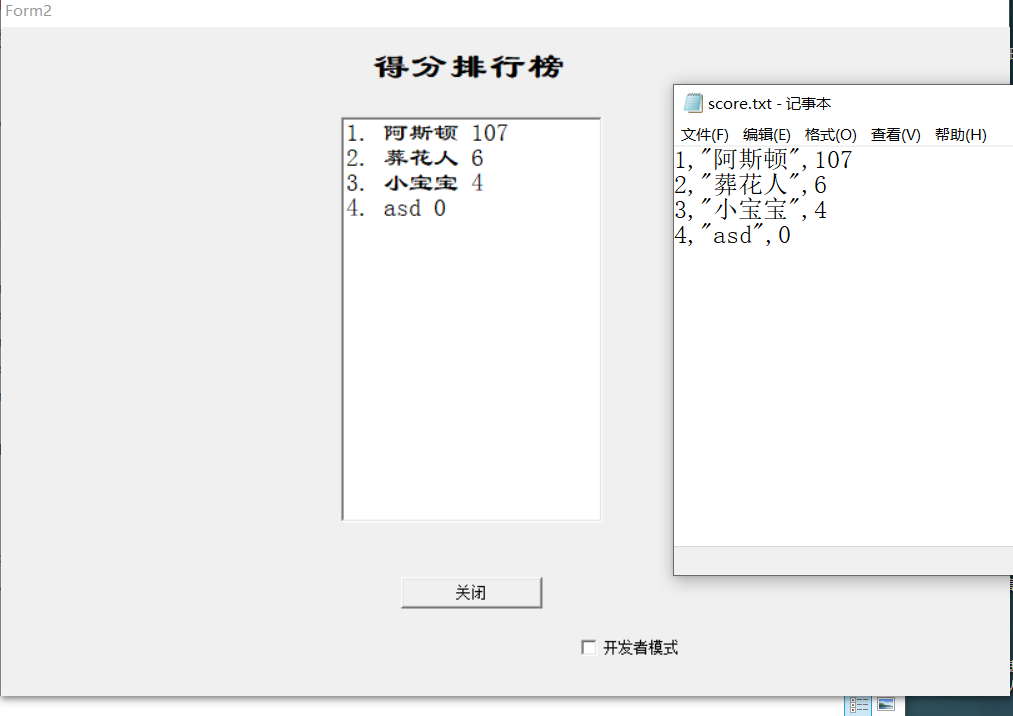 Form2
得分排行榜
1. 阿斯顿 107
2. 葬花人 6
3. 小宝宝 4
4. asd 0
关闭
开发者模式
score.txt - 记事本
文件(F) 编辑(E) 格式(O) 查看(V) 帮助(H)
1,"阿斯顿",107
2,"葬花人",6
3,"小宝宝",4
4,"asd",0